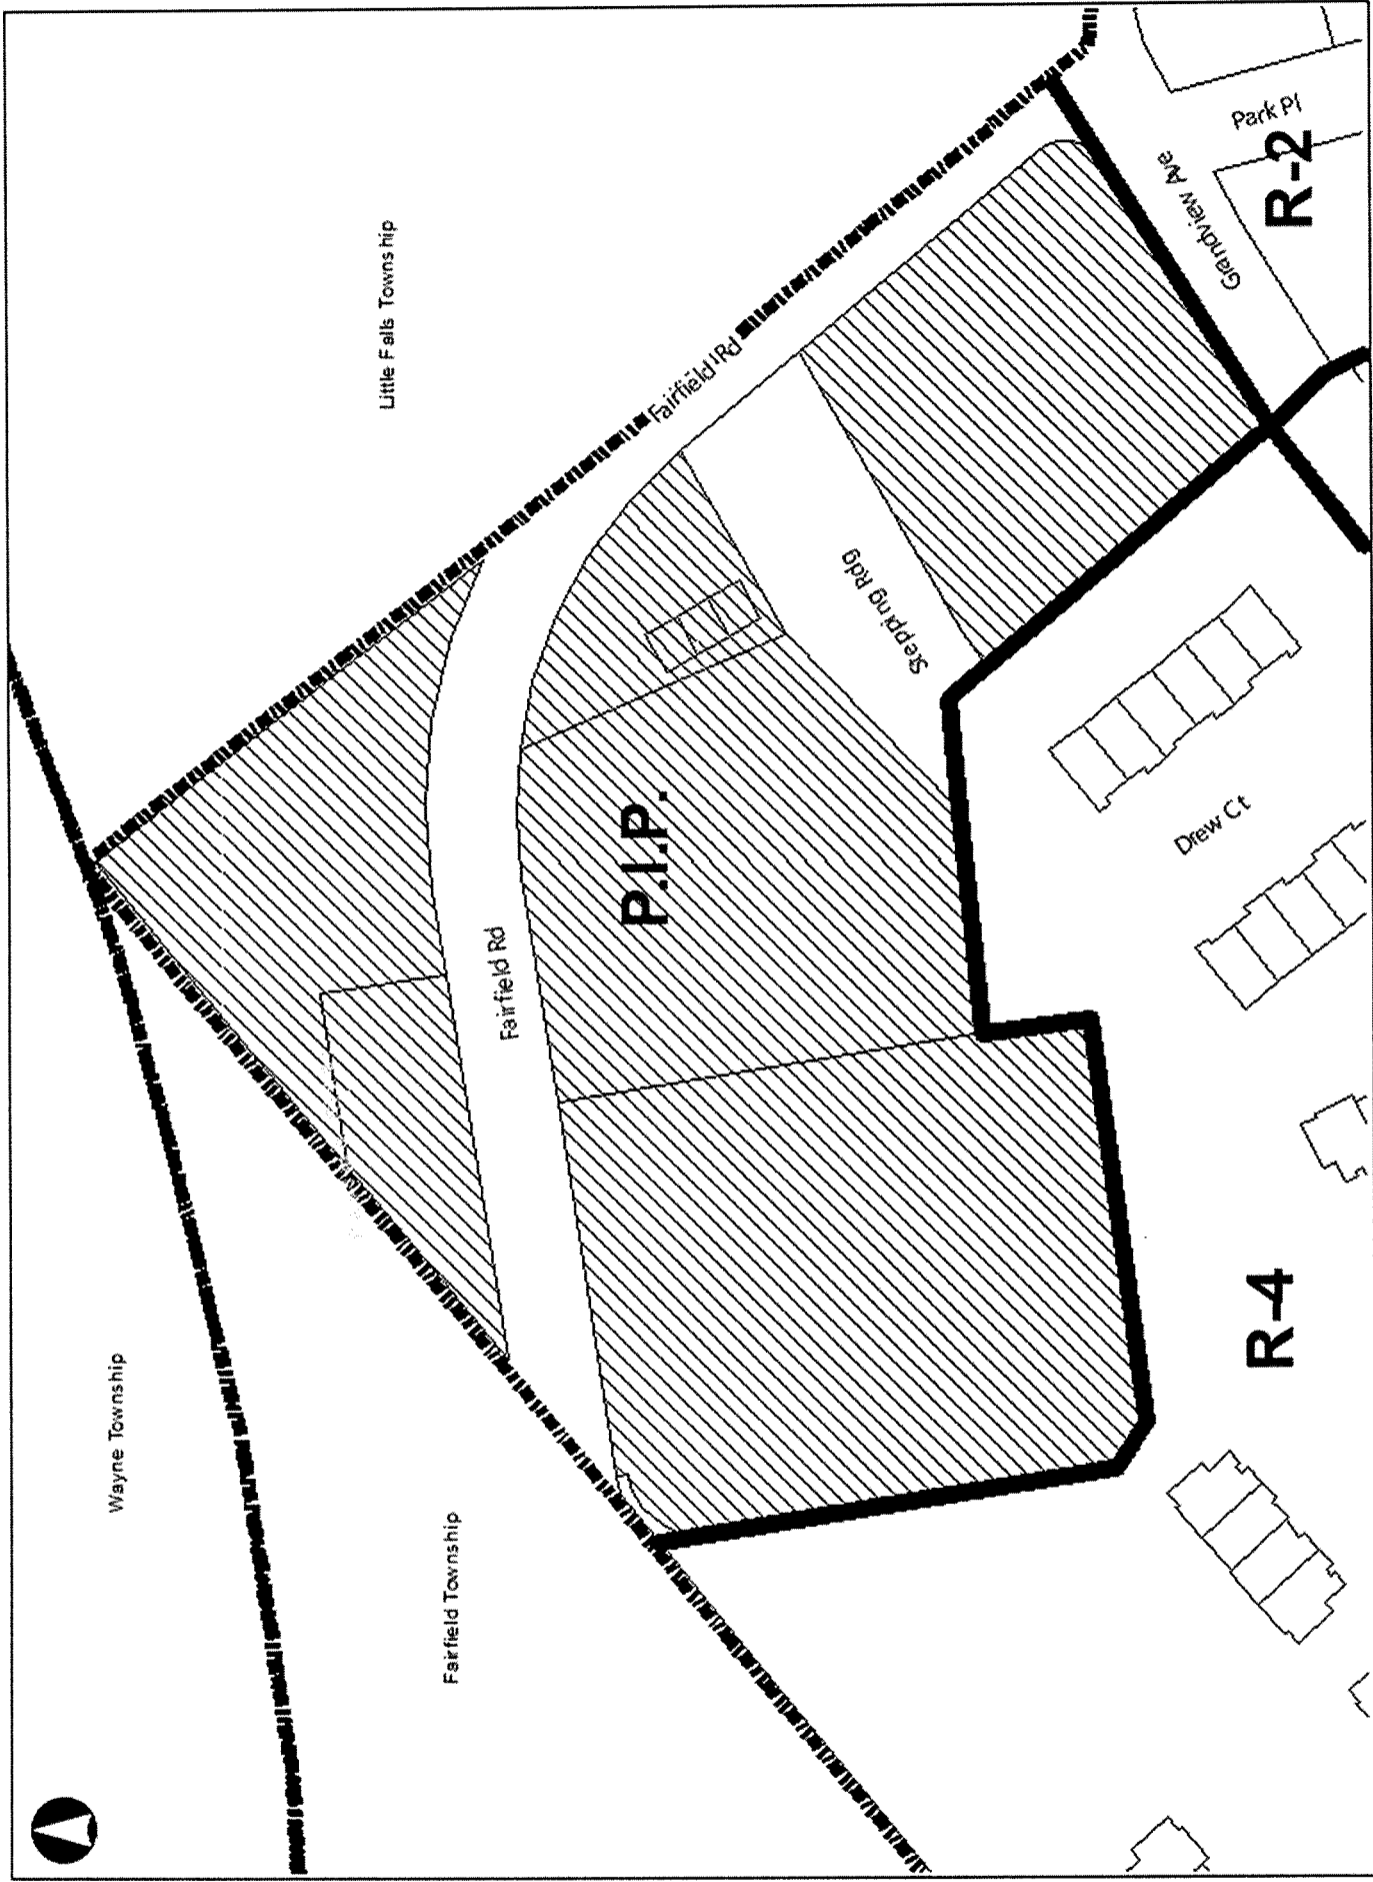 Wayne Township
Little Falls Township
Fairfield Township
Fairfield Rd
Fairfield Rd
P.I.P.
Stepping Rdg
Grandview Ave
Park Pl
R-2
Drew Ct
R-4